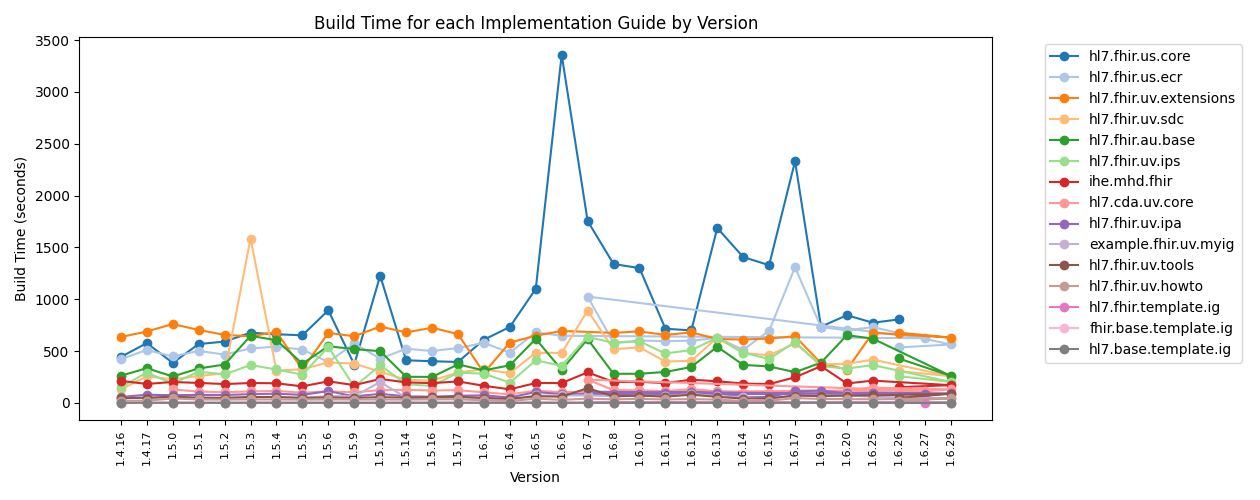 Build Time for each Implementation Guide by Version
Build Time (seconds)
3500
3000
2500
2000
1500
1000
500
0
1.4.16
1.4.17
1.5.0
1.5.1
1.5.2
1.5.3
1.5.4
1.5.5
1.5.6
1.5.9
1.5.10
1.5.14
1.5.16
1.5.17
1.6.1
1.6.4
1.6.5
1.6.6
1.6.7
1.6.8
1.6.10
1.6.11
1.6.12
1.6.13
1.6.14
1.6.15
1.6.17
1.6.19
1.6.20
1.6.25
1.6.26
1.6.27
1.6.29
Version
hl7.fhir.us.core
hl7.fhir.us.ecr
hl7.fhir.uv.extensions
hl7.fhir.uv.sdc
hl7.fhir.au.base
hl7.fhir.uv.ips
ihe.mhd.fhir
hl7.cda.uv.core
hl7.fhir.uv.ipa
example.fhir.uv.myig
hl7.fhir.uv.tools
hl7.fhir.uv.howto
hl7.fhir.template.ig
fhir.base.template.ig
hl7.base.template.ig